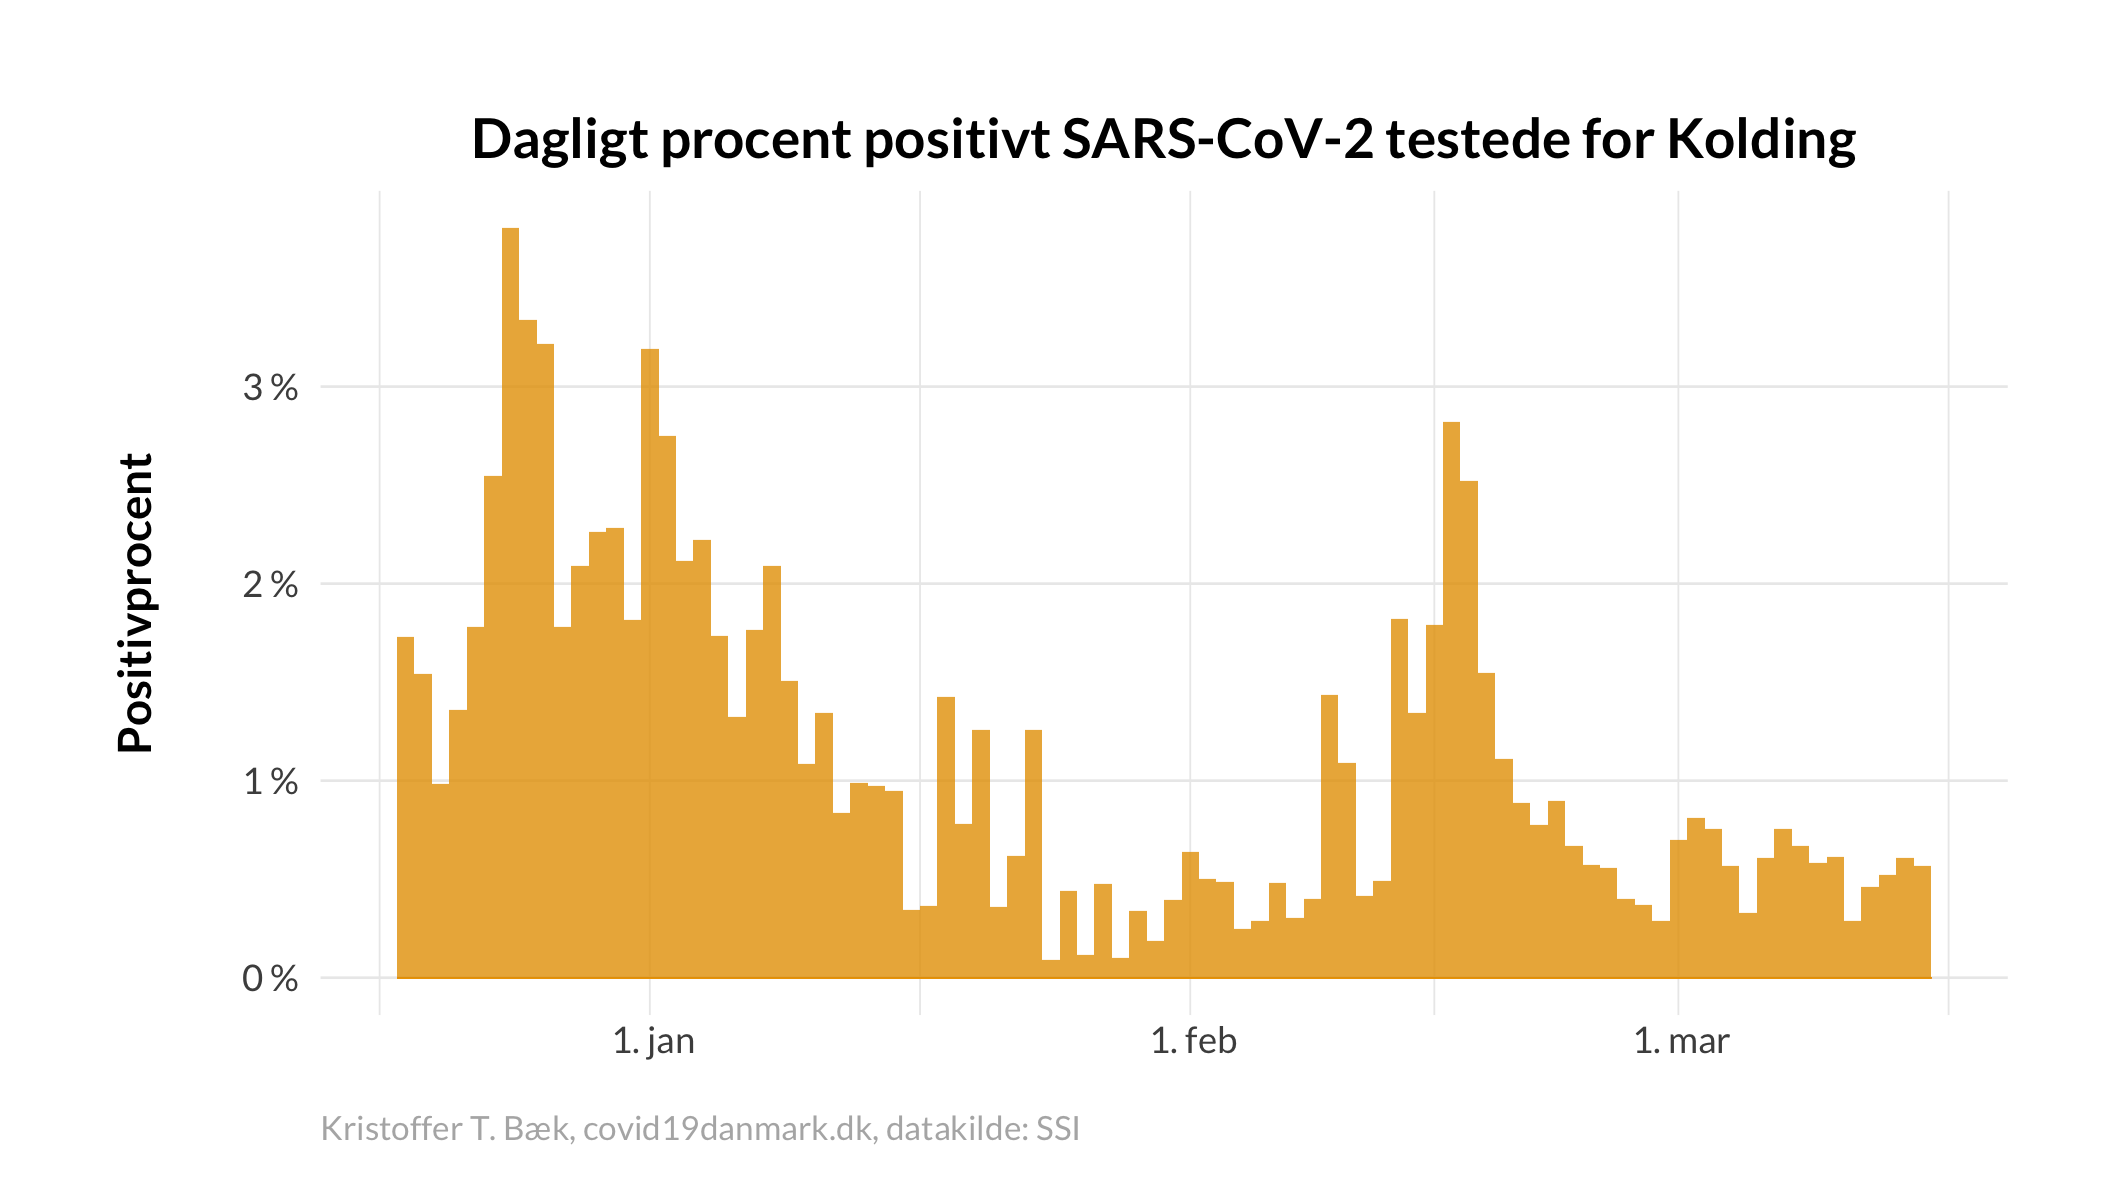 Dagligt procent positivt SARS-CoV-2 testede for Kolding
Positivprocent
3 %
2 %
1 %
0 %
1. jan
1. feb
1. mar
Kristoffer T. Bæk, covid19danmark.dk, datakilde: SSI